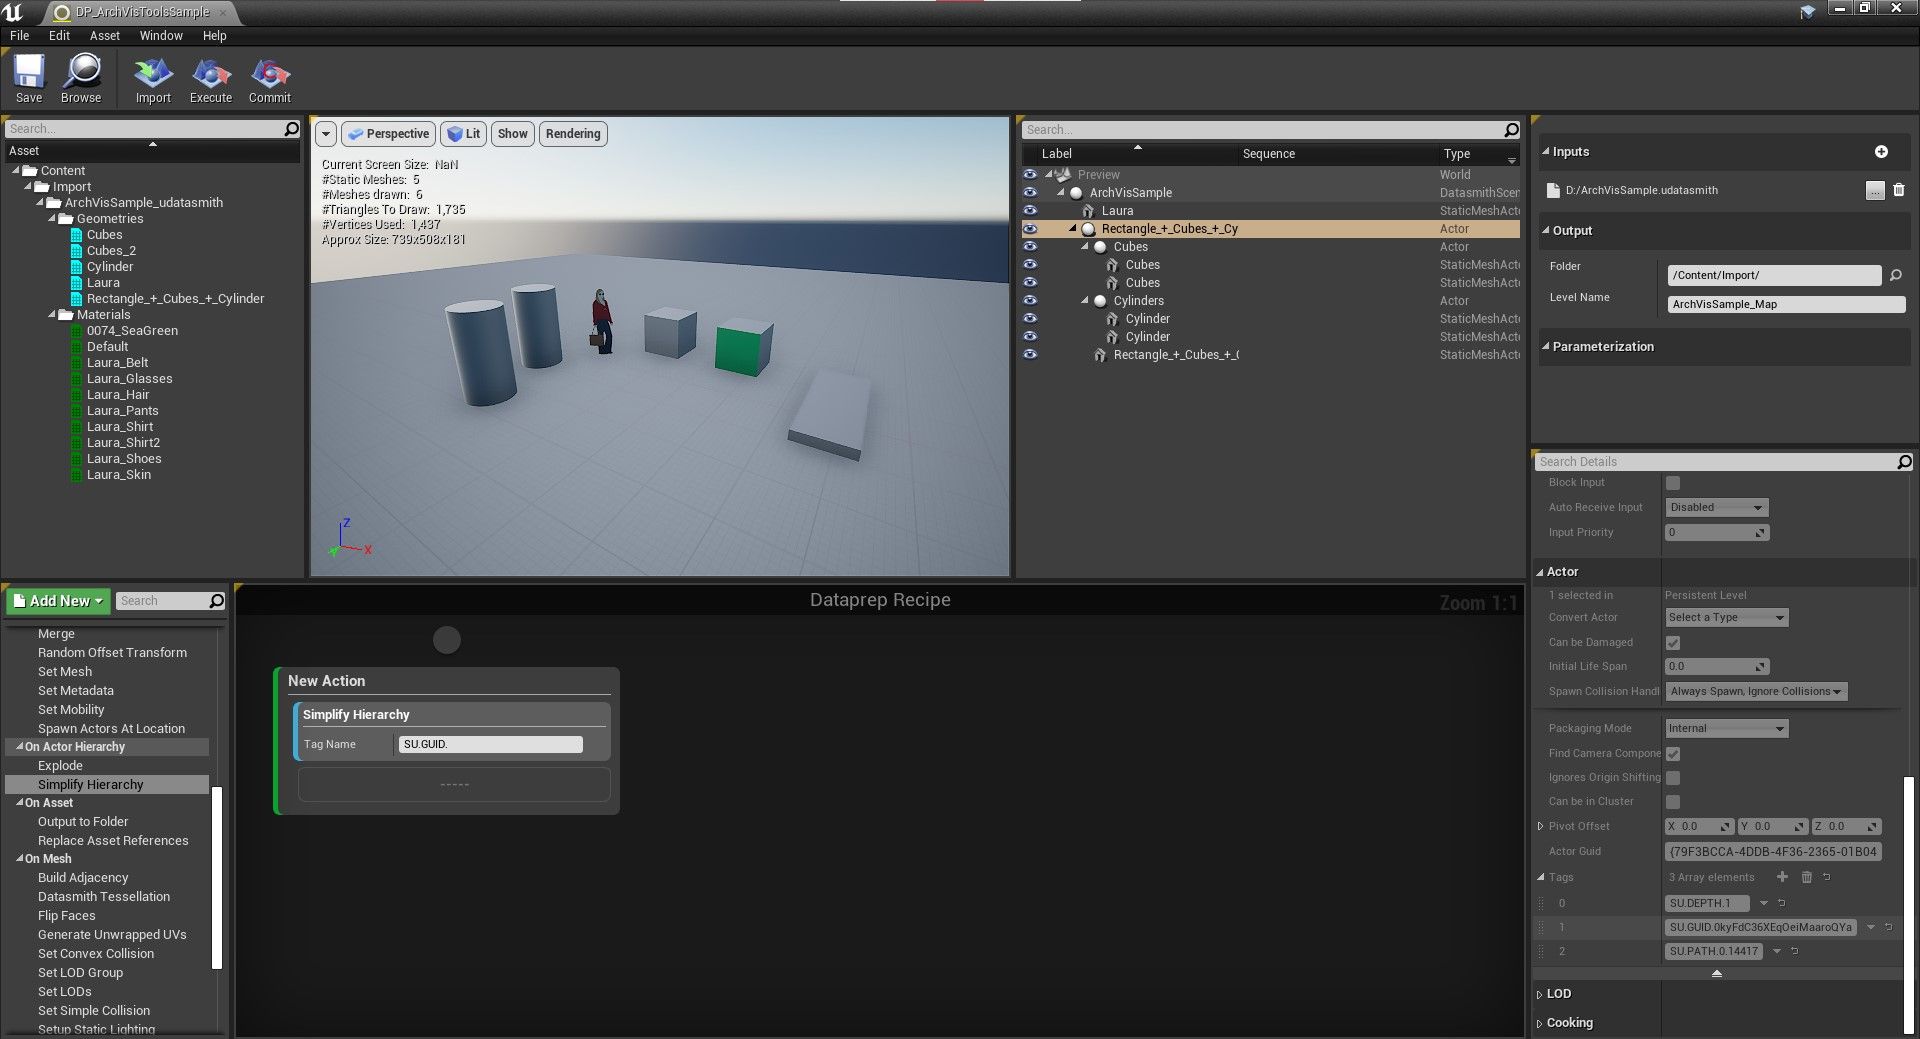 DP_ArchVisToolsSample
File Edit Asset Window Help
Save Browse Import Execute Commit
Search...
Asset
Content
Import
ArchVisSample_udatasmith
Geometries
Cubes
Cubes_2
Cylinder
Laura
Rectangle_+_Cubes_+_Cylinder
Materials
0074_SeaGreen
Default
Laura_Belt
Laura_Glasses
Laura_Hair
Laura_Pants
Laura_Shirt
Laura_Shirt2
Laura_Shoes
Laura_Skin
Perspective Lit Show Rendering
Current Screen Size: NaN
#Static Meshes: 5
#Meshes drawn: 6
#Triangles To Draw: 1,735
#Vertices Used: 1,437
Approx Size: 739x508x181
Z
X
Search...
Label Sequence Type
Preview World
ArchVisSample DatasmithScen
Laura StaticMeshActo
Rectangle_+_Cubes_+_Cy Actor
Cubes Actor
Cubes StaticMeshActo
Cubes StaticMeshActo
Cylinders Actor
Cylinder StaticMeshActo
Cylinder StaticMeshActo
Rectangle_+_Cubes_+_( StaticMeshActo
Inputs
D:/ArchVisSample.udatasmith ...
Output
Folder /Content/Import/
Level Name ArchVisSample_Map
Parameterization
Add New Search
Merge
Random Offset Transform
Set Mesh
Set Metadata
Set Mobility
Spawn Actors At Location
On Actor Hierarchy
Explode
Simplify Hierarchy
On Asset
Output to Folder
Replace Asset References
On Mesh
Build Adjacency
Datasmith Tessellation
Flip Faces
Generate Unwrapped UVs
Set Convex Collision
Set LOD Group
Set LODs
Set Simple Collision
Setup Static Lighting
Dataprep Recipe
Zoom 1:1
New Action
Simplify Hierarchy
Tag Name SU.GUID.
-----
Search Details
Block Input
Auto Receive Input Disabled
Input Priority 0
Actor
1 selected in Persistent Level
Convert Actor Select a Type
Can be Damaged
Initial Life Span 0.0
Spawn Collision Handl Always Spawn, Ignore Collisions
Packaging Mode Internal
Find Camera Compone
Ignores Origin Shifting
Can be in Cluster
Pivot Offset X 0.0 Y 0.0 Z 0.0
Actor Guid {79F3BCCA-4DDB-4F36-2365-01B04
Tags 3 Array elements
0 SU.DEPTH.1
1 SU.GUID.0kyFdC36XEqOeiMaaroQYa
2 SU.PATH.0.14417
LOD
Cooking